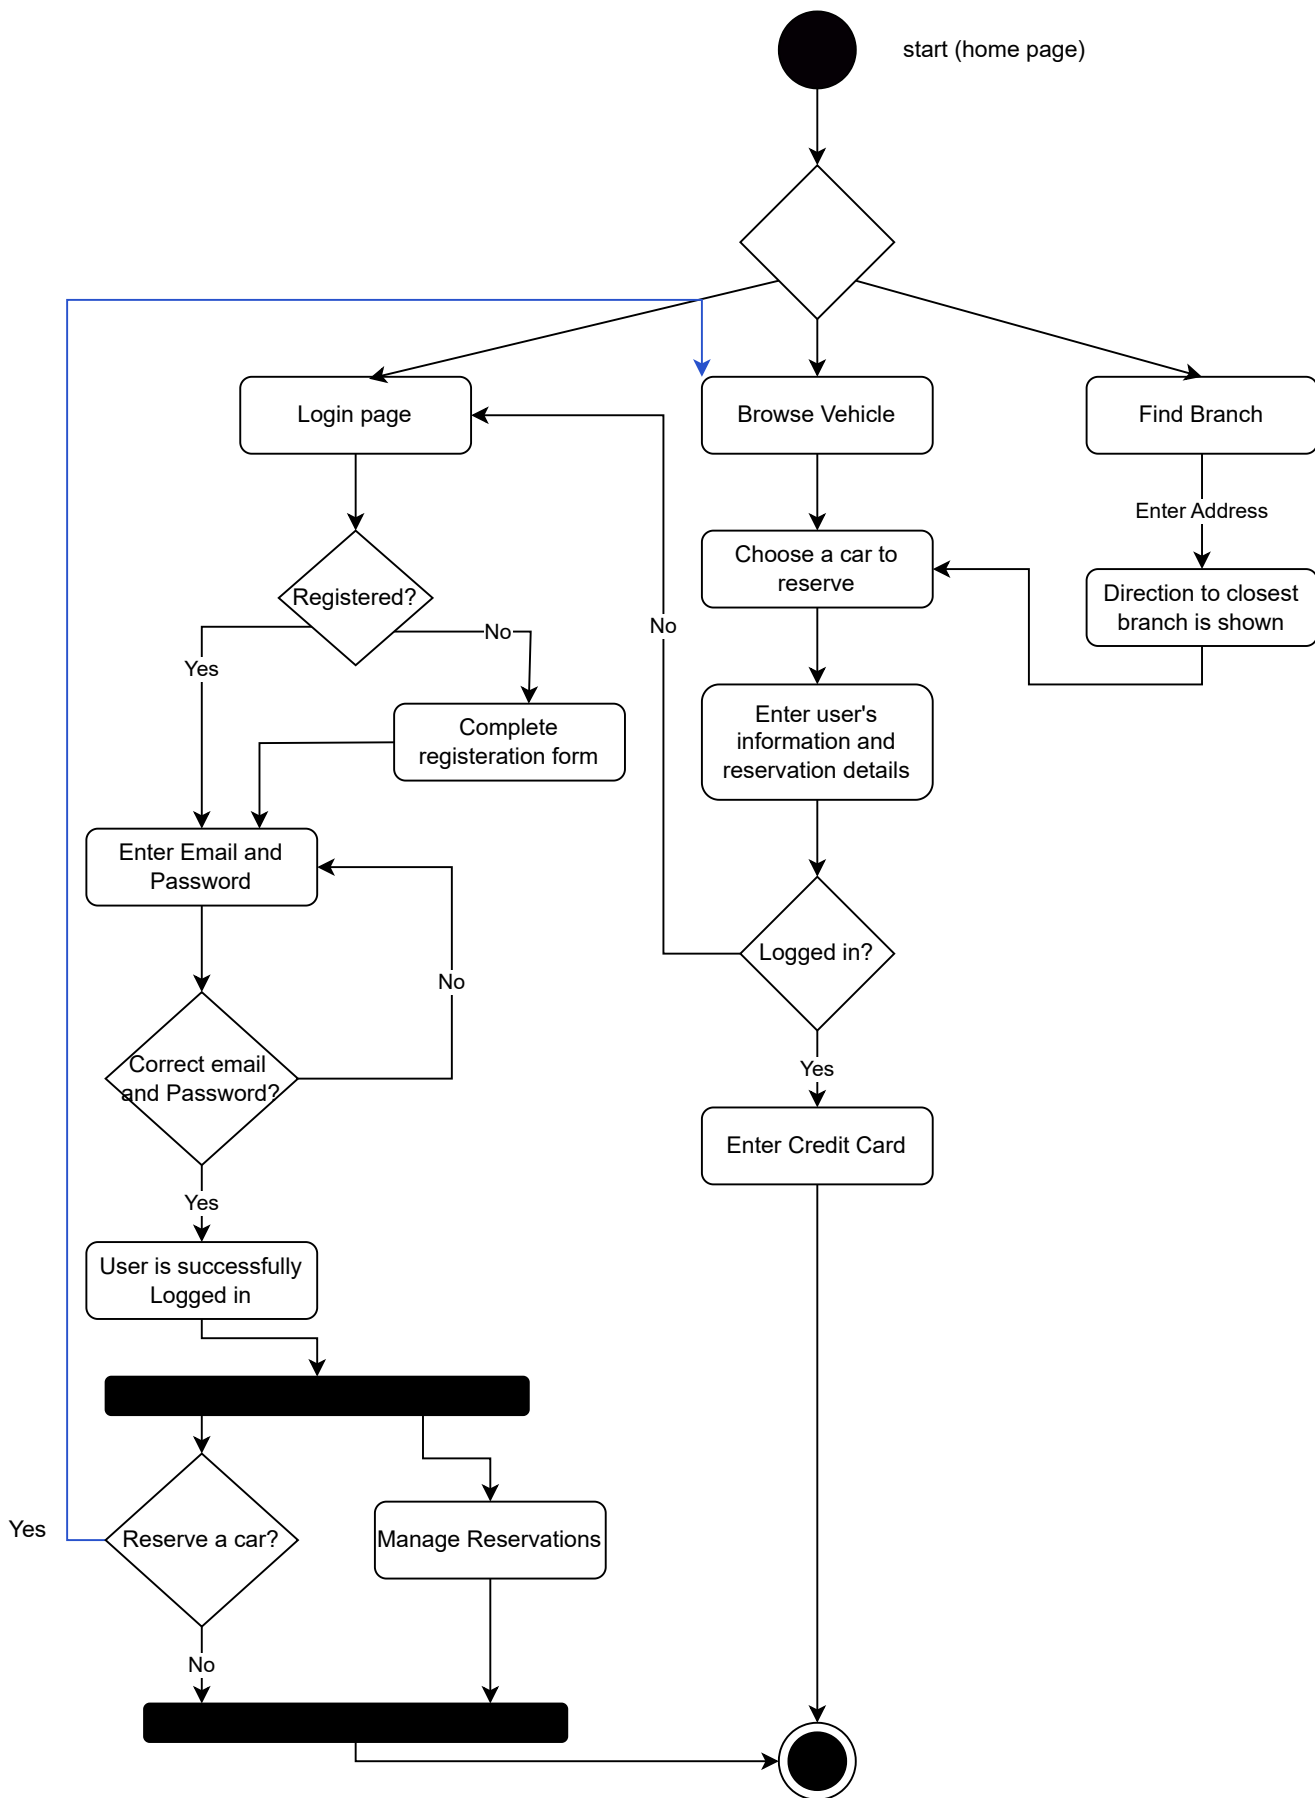 start (home page)
Login page
Browse Vehicle
Find Branch
Enter Address
Choose a car to
reserve
Direction to closest
branch is shown
Registered?
No
No
Yes
Complete
registeration form
Enter user's
information and
reservation details
Enter Email and
Password
Logged in?
No
Correct email
and Password?
Yes
Enter Credit Card
Yes
User is successfully
Logged in
Yes
Reserve a car?
Manage Reservations
No